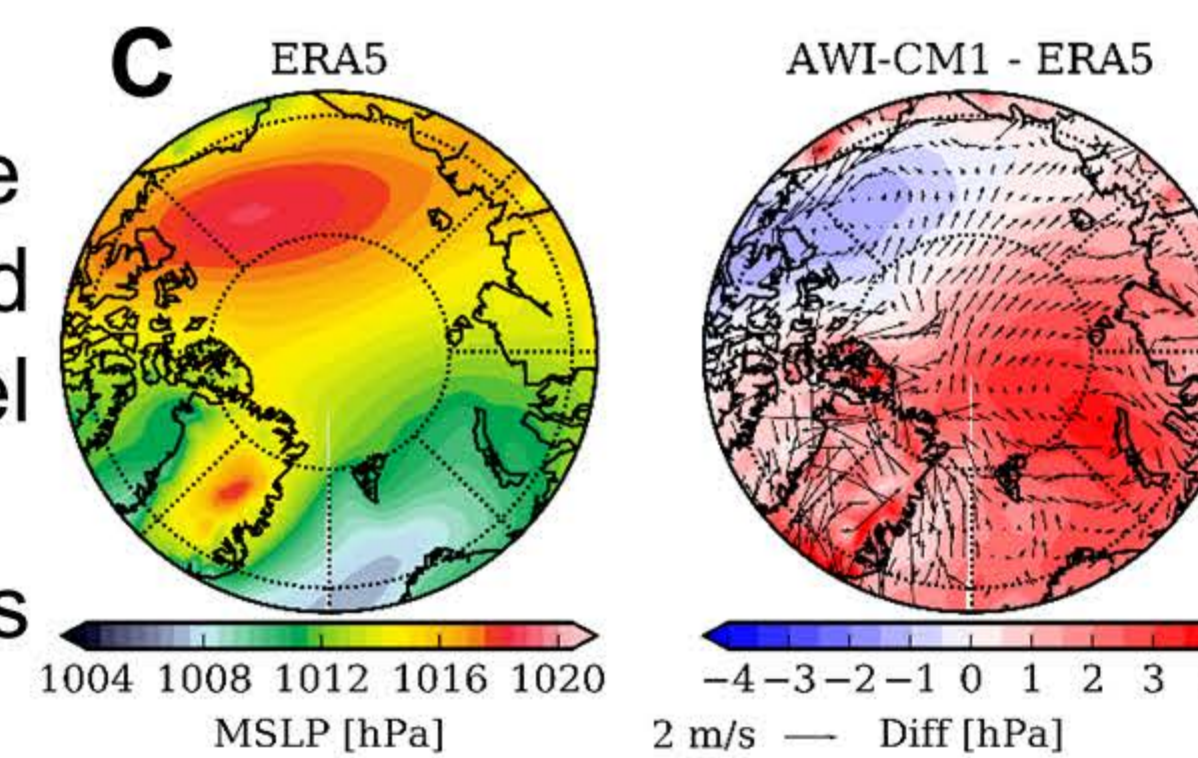 C
ERA5
AWI-CM1 - ERA5
e
d
el
s
1004 1008 1012 1016 1020
MSLP [hPa]
−4 −3 −2 −1 0 1 2 3
2 m/s
Diff [hPa]